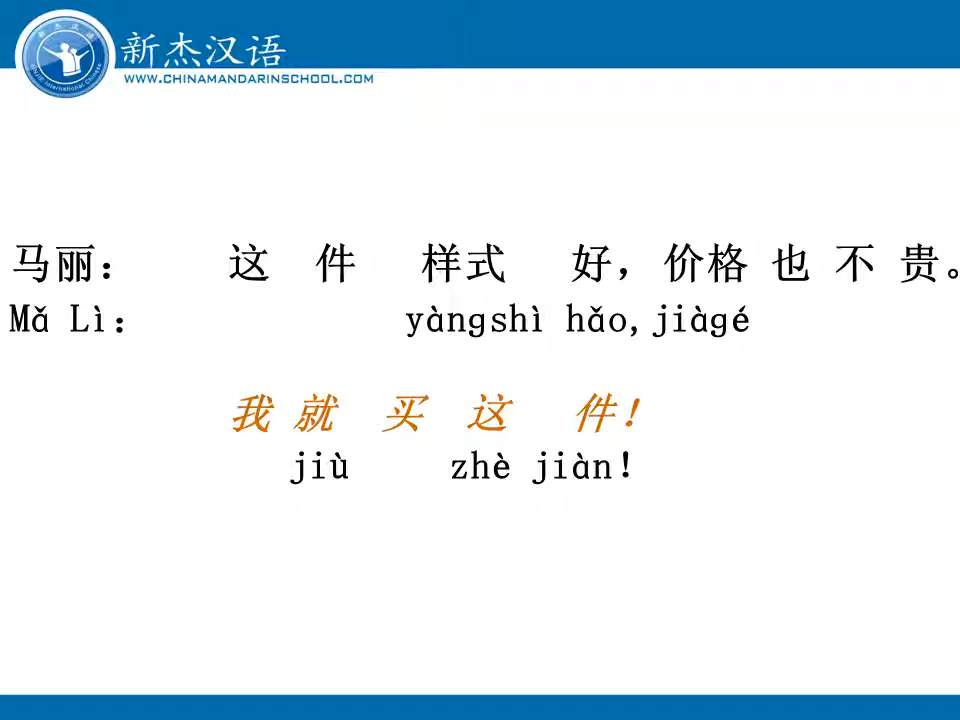 新杰汉语
WWW.CHINAMANDARINSCHOOL.COM
马丽： 这 件 样式 好，价格 也 不 贵。
Mǎ Lì： yàngshì hǎo, jiàgé
我 就 买 这 件！
jiù zhè jiàn！